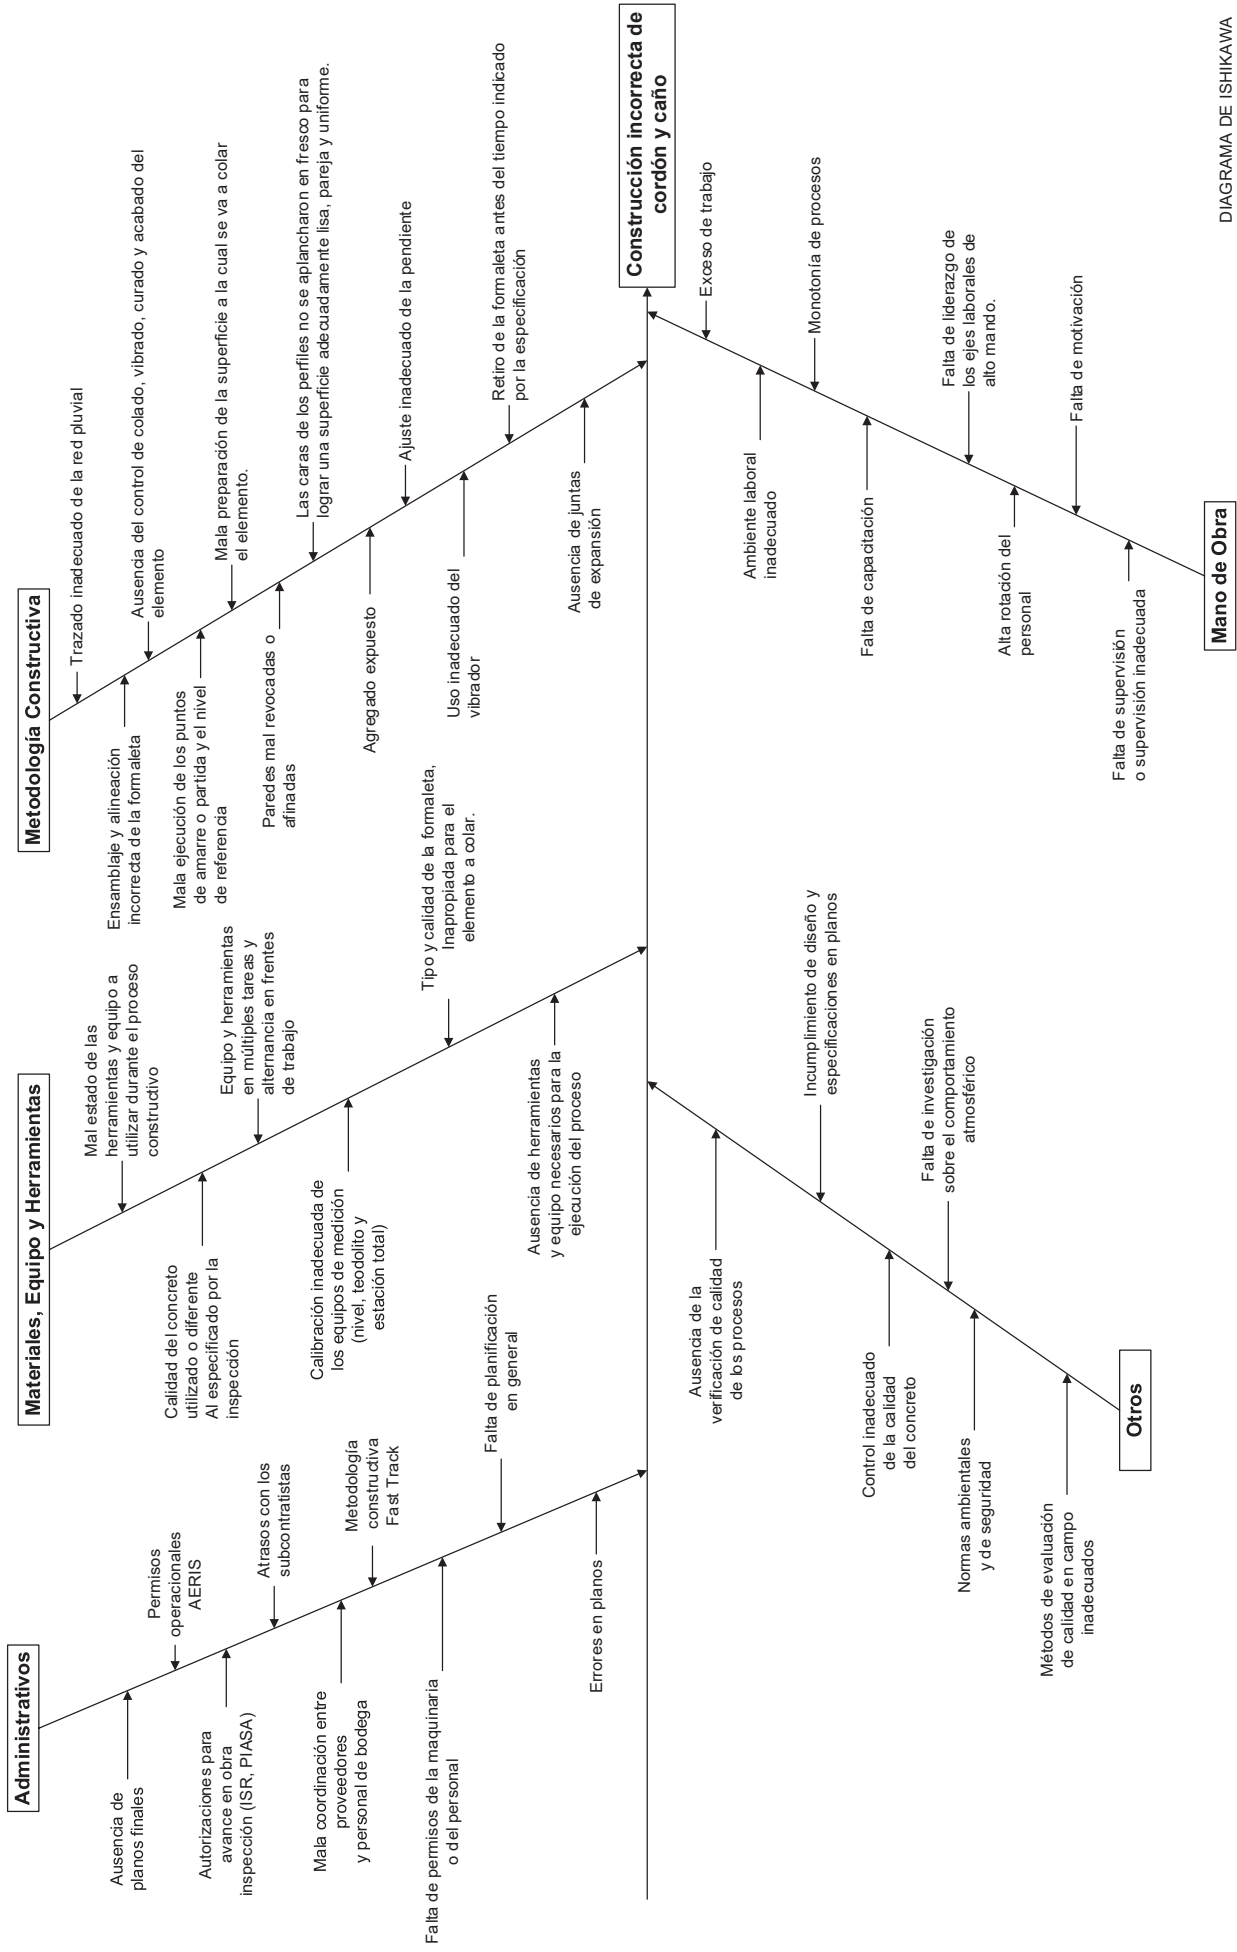 Administrativos
Ausencia de
planos finales
Permisos
operacionales
AERIS
Autorizaciones para
avance en obra
inspección (ISR, PIASA)
Atrasos con los
subcontratistas
Mala coordinación entre
proveedores
y personal de bodega
Metodología
constructiva
Fast Track
Falta de permisos de la maquinaria
o del personal
Falta de planificación
en general
Errores en planos
Materiales, Equipo y Herramientas
Mal estado de las
herramientas y equipo a
utilizar durante el proceso
constructivo
Calidad del concreto
utilizado o diferente
Al especificado por la
inspección
Equipo y herramientas
en múltiples tareas y
alternancia en frentes
de trabajo
Calibración inadecuada de
los equipos de medición
(nivel, teodolito y
estación total)
Tipo y calidad de la formaleta,
Inapropiada para el
elemento a colar.
Ausencia de herramientas
y equipo necesarios para la
ejecución del proceso
Metodología Constructiva
Trazado inadecuado de la red pluvial
Ensamblaje y alineación
incorrecta de la formaleta
Ausencia del control de colado, vibrado, curado y acabado del
elemento
Mala ejecución de los puntos
de amarre o partida y el nivel
de referencia
Mala preparación de la superficie a la cual se va a colar
el elemento.
Paredes mal revocadas o
afinadas
Las caras de los perfiles no se aplancharon en fresco para
lograr una superficie adecuadamente lisa, pareja y uniforme.
Agregado expuesto
Ajuste inadecuado de la pendiente
Uso inadecuado del
vibrador
Retiro de la formaleta antes del tiempo indicado
por la especificación
Ausencia de juntas
de expansión
Construcción incorrecta de
cordón y caño
Ausencia de la
verificación de calidad
de los procesos
Incumplimiento de diseño y
especificaciones en planos
Control inadecuado
de la calidad
del concreto
Falta de investigación
sobre el comportamiento
atmosférico
Normas ambientales
y de seguridad
Métodos de evaluación
de calidad en campo
inadecuados
Otros
Exceso de trabajo
Ambiente laboral
inadecuado
Monotonía de procesos
Falta de capacitación
Falta de liderazgo de
los ejes laborales de
alto mando.
Alta rotación del
personal
Falta de motivación
Falta de supervisión
o supervisión inadecuada
Mano de Obra
DIAGRAMA DE ISHIKAWA